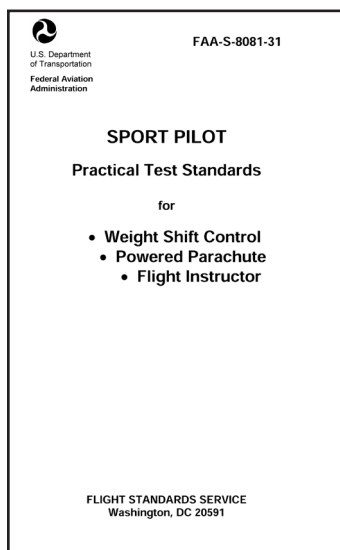 FAA-S-8081-31
U.S. Department
of Transportation
Federal Aviation
Administration
SPORT PILOT
Practical Test Standards
for
• Weight Shift Control
• Powered Parachute
• Flight Instructor
FLIGHT STANDARDS SERVICE
Washington, DC 20591